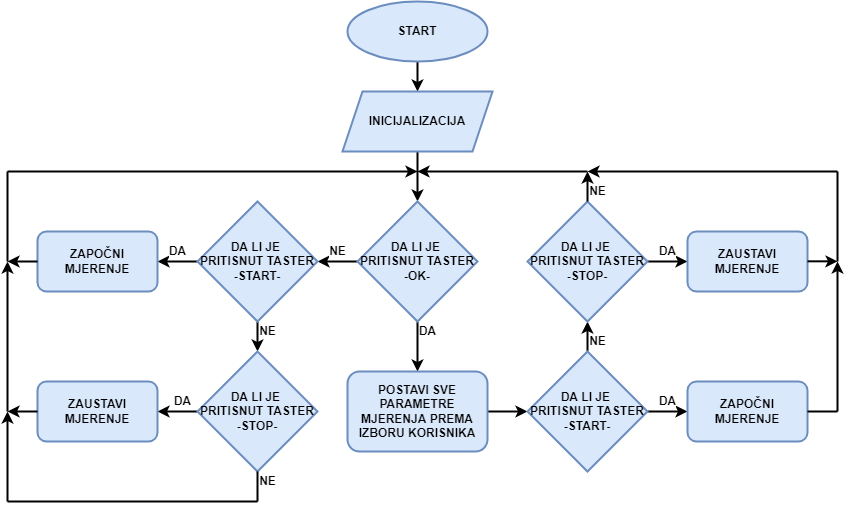 START
INICIJALIZACIJA
DA LI JE
PRITISNUT TASTER
-OK-
NE
DA
DA LI JE
PRITISNUT TASTER
-START-
DA
NE
ZAPOČNI
MJERENJE
DA LI JE
PRITISNUT TASTER
-STOP-
DA
NE
ZAUSTAVI
MJERENJE
POSTAVI SVE
PARAMETRE
MJERENJA PREMA
IZBORU KORISNIKA
DA LI JE
PRITISNUT TASTER
-START-
DA
NE
ZAPOČNI
MJERENJE
DA LI JE
PRITISNUT TASTER
-STOP-
DA
NE
ZAUSTAVI
MJERENJE